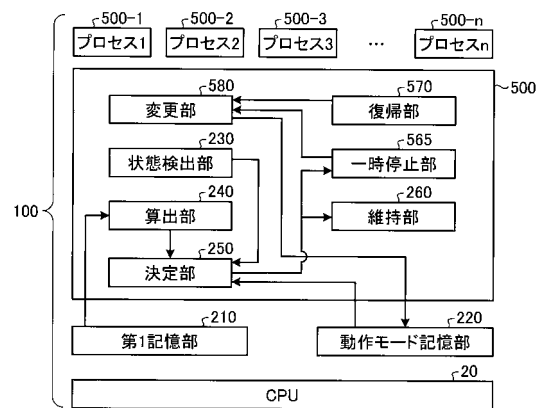 500-1 500-2 500-3 500-n
プロセス1 プロセス2 プロセス3 … プロセスn
500
580 570
変更部 復帰部
230 565
状態検出部 一時停止部
100
240 260
算出部 維持部
250
決定部
210 220
第1記憶部 動作モード記憶部
20
CPU